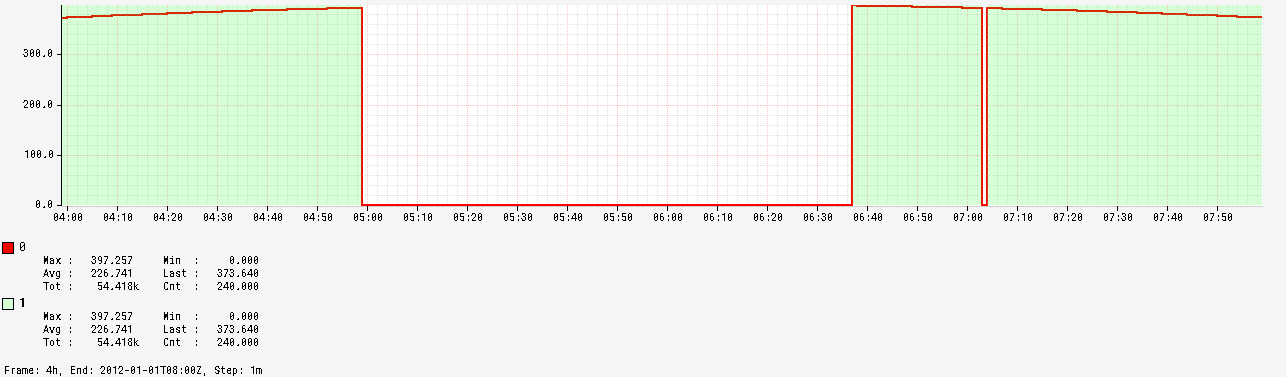 300.0
200.0
100.0
0.0
04:00 04:10 04:20 04:30 04:40 04:50 05:00 05:10 05:20 05:30 05:40 05:50 06:00 06:10 06:20 06:30 06:40 06:50 07:00 07:10 07:20 07:30 07:40 07:50
0
Max : 397.257 Min : 0.000
Avg : 226.741 Last : 373.640
Tot : 54.418k Cnt : 240.000
1
Max : 397.257 Min : 0.000
Avg : 226.741 Last : 373.640
Tot : 54.418k Cnt : 240.000
Frame: 4h, End: 2012-01-01T08:00Z, Step: 1m